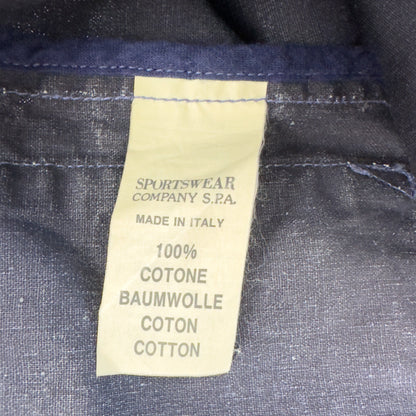 SPORTSWEAR
COMPANY S.P.A.
MADE IN ITALY
100%
COTONE
BAUMWOLLE
COTON
COTTON